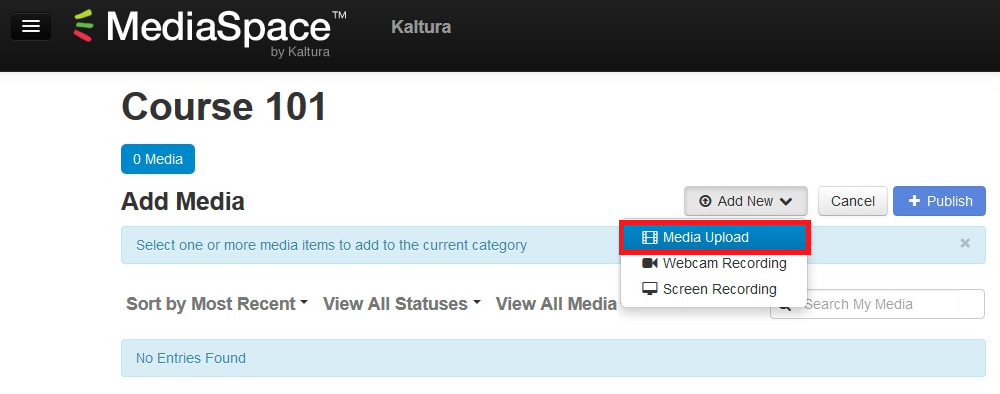 MediaSpace™ Kaltura
by Kaltura
Course 101
0 Media
Add Media Add New Cancel + Publish
Select one or more media items to add to the current category ×
Media Upload
Webcam Recording
Screen Recording
Sort by Most Recent View All Statuses View All Media Search My Media
No Entries Found